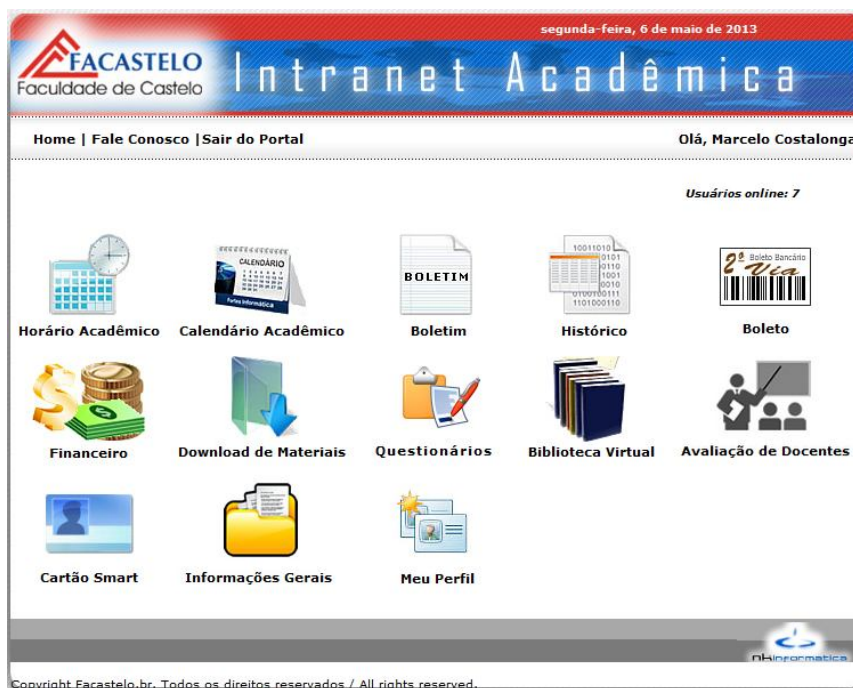 segunda-feira, 6 de maio de 2013
FACASTELO
Faculdade de Castelo
Intranet Acadêmica
Home | Fale Conosco |Sair do Portal
Olá, Marcelo Costalonga
Usuários online: 7
CALENDÁRIO
BOLETIM
2ª Via
Boleto Bancário
Horário Acadêmico
Calendário Acadêmico
Boletim
Histórico
Boleto
Financeiro
Download de Materiais
Questionários
Biblioteca Virtual
Avaliação de Docentes
Cartão Smart
Informações Gerais
Meu Perfil
informatica
Copyright Facastelo.br. Todos os direitos reservados / All rights reserved.